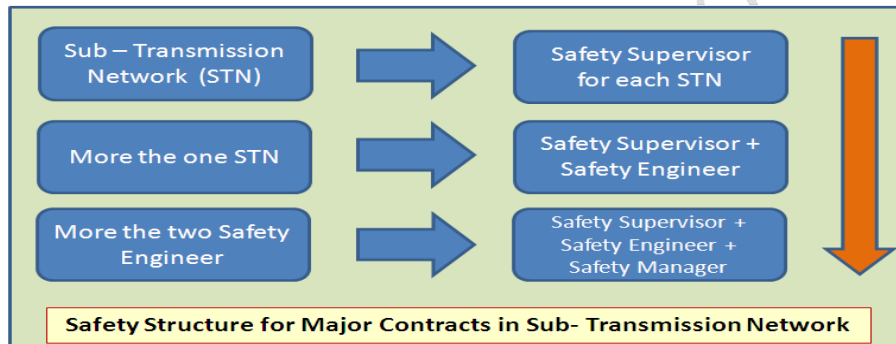 Sub – Transmission
Network (STN)
Safety Supervisor
for each STN
More the one STN
Safety Supervisor +
Safety Engineer
More the two Safety
Engineer
Safety Supervisor +
Safety Engineer +
Safety Manager
Safety Structure for Major Contracts in Sub- Transmission Network